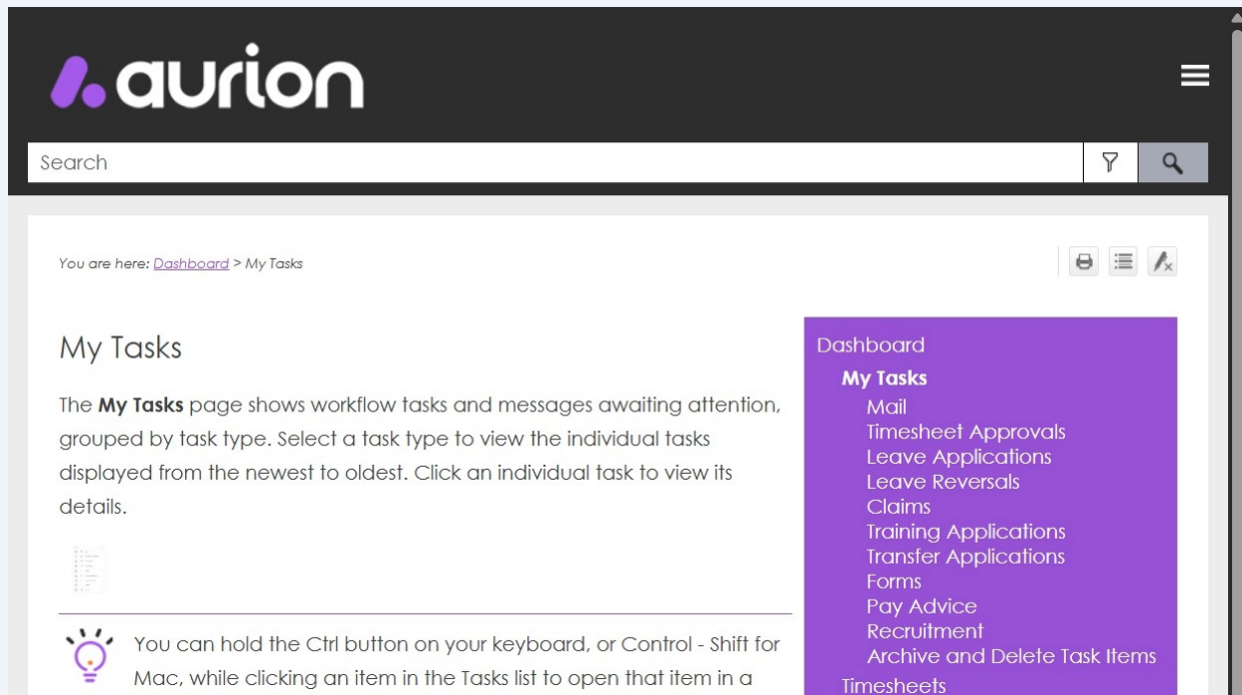 aurion
Search
You are here: Dashboard > My Tasks
My Tasks
The My Tasks page shows workflow tasks and messages awaiting attention,
grouped by task type. Select a task type to view the individual tasks
displayed from the newest to oldest. Click an individual task to view its
details.
You can hold the Ctrl button on your keyboard, or Control - Shift for
Mac, while clicking an item in the Tasks list to open that item in a
Dashboard
My Tasks
Mail
Timesheet Approvals
Leave Applications
Leave Reversals
Claims
Training Applications
Transfer Applications
Forms
Pay Advice
Recruitment
Archive and Delete Task Items
Timesheets